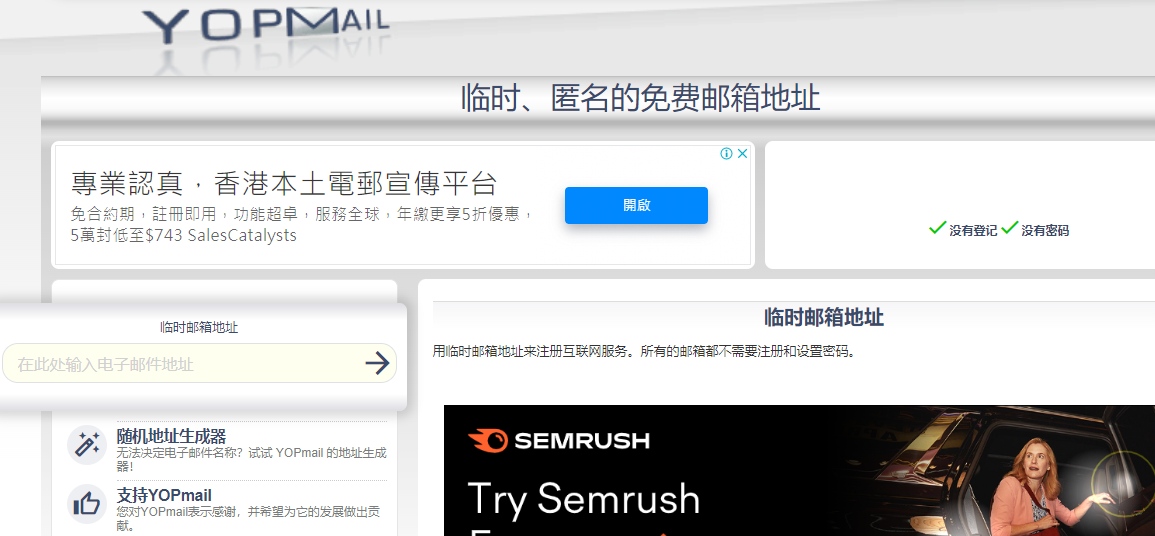 YOPMAIL
临时、匿名的免费邮箱地址
專業認真，香港本土電郵宣傳平台
免合約期，註冊即用，功能超卓，服務全球，年繳更享5折優惠，
5萬封低至$743 SalesCatalysts
開啟
没有登记 没有密码
临时邮箱地址
在此处输入电子邮件地址
随机地址生成器
无法决定电子邮件名称？试试 YOPmail 的地址生成
器！
支持YOPmail
您对YOPmail表示感谢，并希望为它的发展做出贡
献。
临时邮箱地址
用临时邮箱地址来注册互联网服务。所有的邮箱都不需要注册和设置密码。
SEMRUSH
Try Semrush